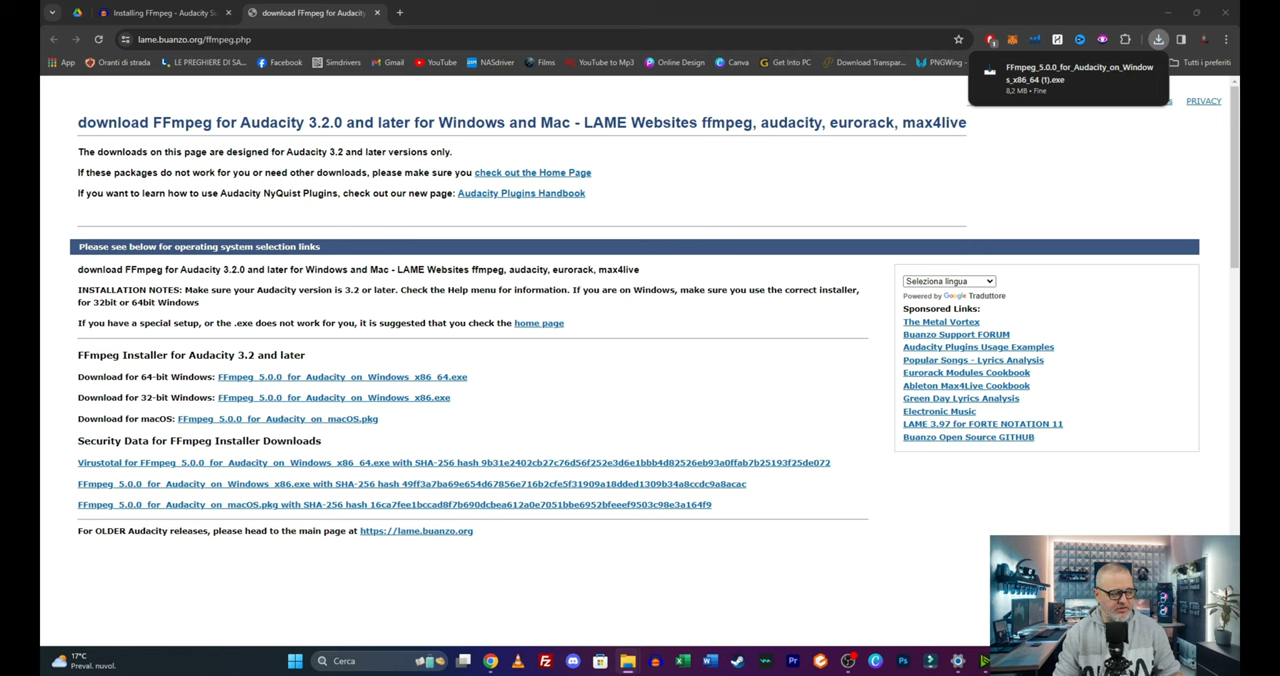 Installing FFmpeg - Audacity S
download FFmpeg for Audacity
lame.buanzo.org/ffmpeg.php
App
Oranti di strada
LE PREGHIERE DI SA...
Facebook
Simdrivers
Gmail
YouTube
NASdriver
Films
YouTube to Mp3
Online Design
Canva
Get Into PC
Download Transpar...
PNGWing -
Tutti i preferiti
FFmpeg_5.0.0_for_Audacity_on_Window
s_x86_64 (1).exe
8,2 MB • Fine
PRIVACY
download FFmpeg for Audacity 3.2.0 and later for Windows and Mac - LAME Websites ffmpeg, audacity, eurorack, max4live
The downloads on this page are designed for Audacity 3.2 and later versions only.
If these packages do not work for you or need other downloads, please make sure you check out the Home Page
If you want to learn how to use Audacity NyQuist Plugins, check out our new page: Audacity Plugins Handbook
Please see below for operating system selection links
download FFmpeg for Audacity 3.2.0 and later for Windows and Mac - LAME Websites ffmpeg, audacity, eurorack, max4live
INSTALLATION NOTES: Make sure your Audacity version is 3.2 or later. Check the Help menu for information. If you are on Windows, make sure you use the correct installer,
for 32bit or 64bit Windows
If you have a special setup, or the .exe does not work for you, it is suggested that you check the home page
FFmpeg Installer for Audacity 3.2 and later
Download for 64-bit Windows: FFmpeg_5.0.0_for_Audacity_on_Windows_x86_64.exe
Download for 32-bit Windows: FFmpeg_5.0.0_for_Audacity_on_Windows_x86.exe
Download for macOS: FFmpeg_5.0.0_for_Audacity_on_macOS.pkg
Security Data for FFmpeg Installer Downloads
Virustotal for FFmpeg_5.0.0_for_Audacity_on_Windows_x86_64.exe with SHA-256 hash 9b31e2402cb27c76d56f252e3d6e1bbb4d82526eb93a0ffab7b25193f25de072
FFmpeg_5.0.0_for_Audacity_on_Windows_x86.exe with SHA-256 hash 49ff3a7ba69e654d67856e716b2cfe5f31909a18dded1309b34a8ccdc9a8acac
FFmpeg_5.0.0_for_Audacity_on_macOS.pkg with SHA-256 hash 16ca7fee1bccad8f7b690dcbea612a0e7051bbe6952bfeeef9503c98e3a164f9
For OLDER Audacity releases, please head to the main page at https://lame.buanzo.org
Seleziona lingua
Powered by Google Traduttore
Sponsored Links:
The Metal Vortex
Buanzo Support FORUM
Audacity Plugins Usage Examples
Popular Songs - Lyrics Analysis
Eurorack Modules Cookbook
Ableton Max4Live Cookbook
Green Day Lyrics Analysis
Electronic Music
LAME 3.97 for FORTE NOTATION 11
Buanzo Open Source GITHUB
17°C
Preval. nuvol.
Cerca